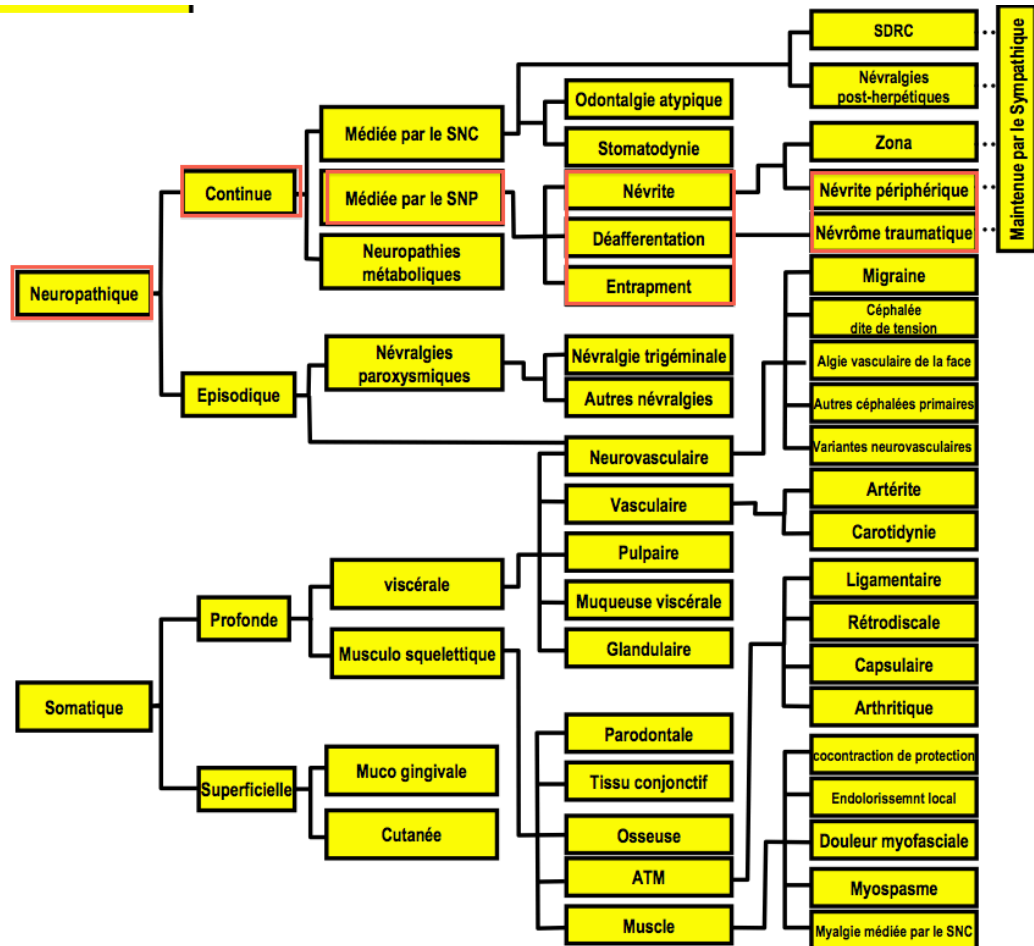 SDRC
Névralgies
post-herpétiques
Maintenue par le Sympathique
Odontalgie atypique
Médiée par le SNC
Stomatodynie
Zona
Continue
Médiée par le SNP
Névrite
Névrite périphérique
Déafferentation
Névrôme traumatique
Neuropathies
métaboliques
Entrapment
Neuropathique
Migraine
Céphalée
dite de tension
Névralgies
paroxysmiques
Névralgie trigéminale
Algie vasculaire de la face
Episodique
Autres névralgies
Autres céphalées primaires
Neurovasculaire
Variantes neurovasculaires
Vasculaire
Artérite
Carotidynie
Pulpaire
viscérale
Ligamentaire
Profonde
Muqueuse viscérale
Rétrodiscale
Musculo squelettique
Glandulaire
Capsulaire
Somatique
Arthritique
Parodontale
cocontraction de protection
Muco gingivale
Tissu conjonctif
Superficielle
Endolorissemnt local
Cutanée
Osseuse
Douleur myofasciale
ATM
Myospasme
Muscle
Myalgie médiée par le SNC